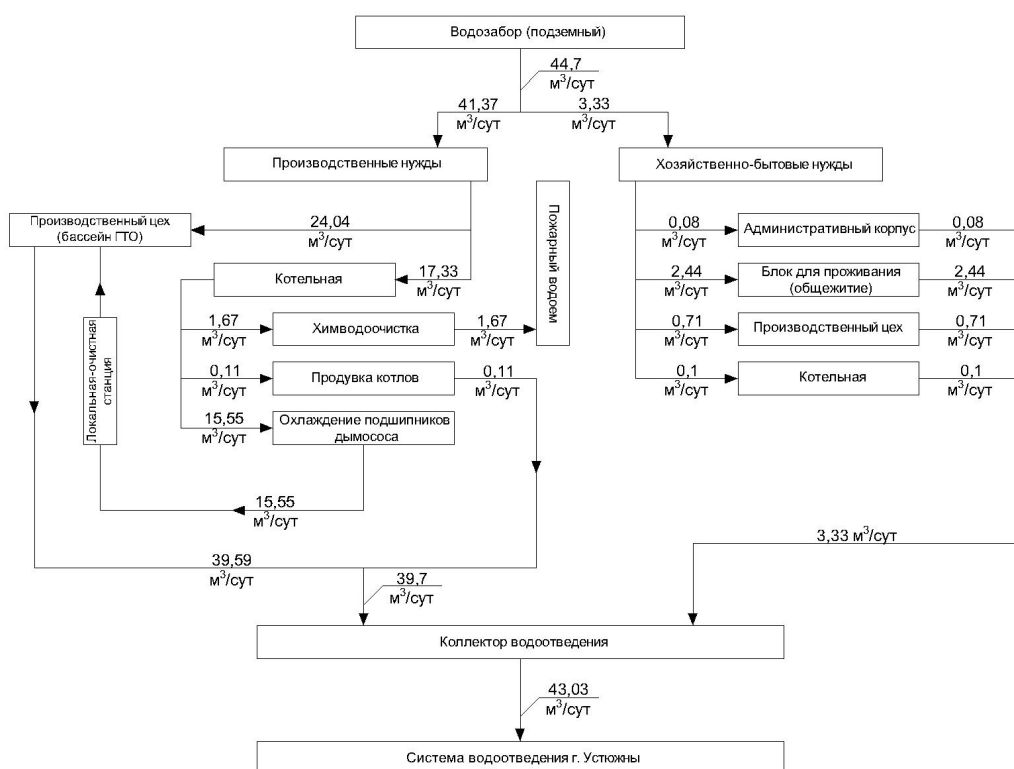 Водозабор (подземный)
44,7
м³/сут
41,37
м³/сут
3,33
м³/сут
Производственные нужды
Хозяйственно-бытовые нужды
Производственный цех
(бассейн ГТО)
24,04
м³/сут
Пожарный водоем
0,08
м³/сут
Административный корпус
0,08
м³/сут
Котельная
17,33
м³/сут
2,44
м³/сут
Блок для проживания
(общежитие)
2,44
м³/сут
Локальная-очистная
станция
1,67
м³/сут
Химводоочистка
1,67
м³/сут
0,71
м³/сут
Производственный цех
0,71
м³/сут
0,11
м³/сут
Продувка котлов
0,11
м³/сут
0,1
м³/сут
Котельная
0,1
м³/сут
15,55
м³/сут
Охлаждение подшипников
дымососа
15,55
м³/сут
3,33 м³/сут
39,59
м³/сут
39,7
м³/сут
Коллектор водоотведения
43,03
м³/сут
Система водоотведения г. Устюжны